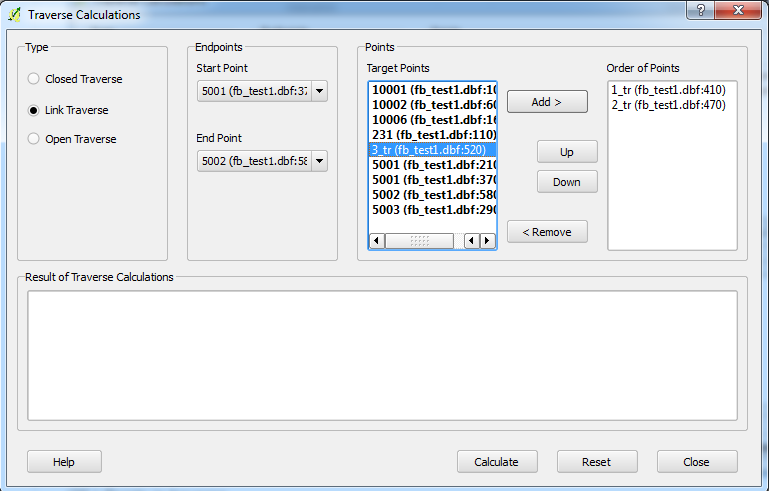 Traverse Calculations
?
Type
Closed Traverse
Link Traverse
Open Traverse
Endpoints
Start Point
5001 (fb_test1.dbf:37
End Point
5002 (fb_test1.dbf:58
Points
Target Points
10001 (fb_test1.dbf:10
10002 (fb_test1.dbf:60
10006 (fb_test1.dbf:16
231 (fb_test1.dbf:110)
3_tr (fb_test1.dbf:520)
5001 (fb_test1.dbf:210
5001 (fb_test1.dbf:370
5002 (fb_test1.dbf:580
5003 (fb_test1.dbf:290
Add >
Up
Down
< Remove
Order of Points
1_tr (fb_test1.dbf:410)
2_tr (fb_test1.dbf:470)
Result of Traverse Calculations
Help
Calculate
Reset
Close